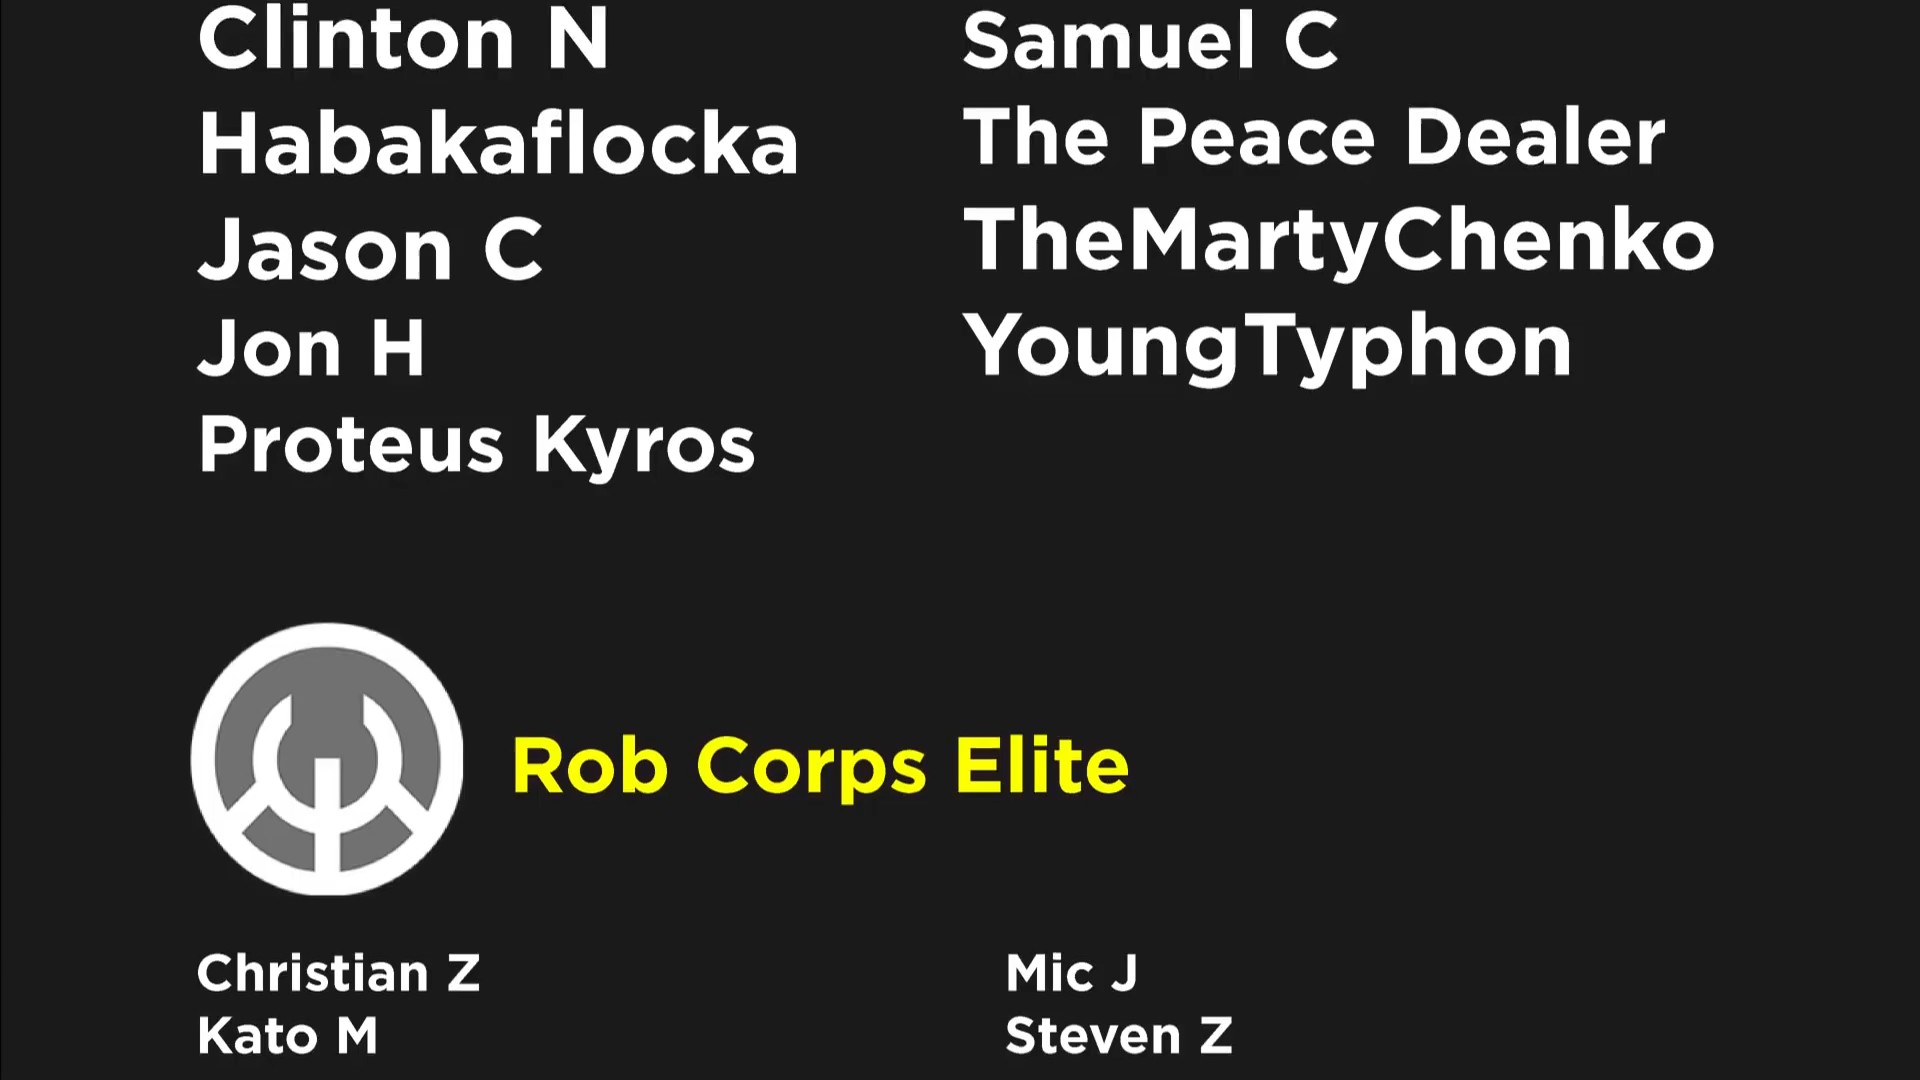 Clinton N
Habakaflocka
Jason C
Jon H
Proteus Kyros
Samuel C
The Peace Dealer
TheMartyChenko
YoungTyphon
Rob Corps Elite
Christian Z
Kato M
Mic J
Steven Z